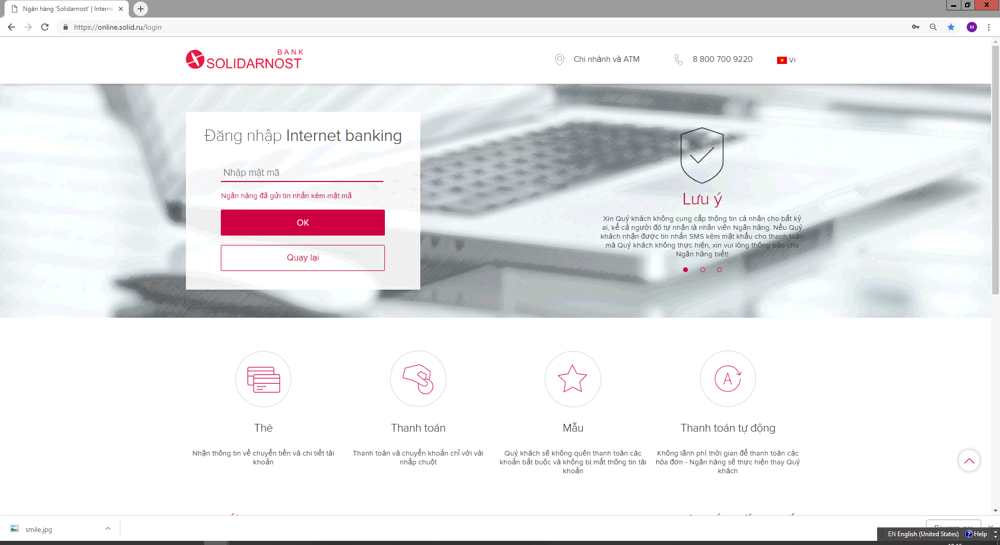 Ngân hàng 'Solidarnost' | Interne
https://online.solid.ru/login
M
BANK
SOLIDARNOST
Chi nhánh và ATM
8 800 700 9220
Vi
Đăng nhập Internet banking
Nhập mật mã
Ngân hàng đã gửi tin nhắn kèm mật mã
OK
Quay lại
Lưu ý
Xin Quý khách không cung cấp thông tin cá nhân cho bất kỳ
ai, kể cả người đó tự nhận là nhân viên Ngân hàng. Nếu Quý
khách nhận được tin nhắn SMS kèm mật khẩu cho thanh toán
mà Quý khách không thực hiện, xin vui lòng thông báo cho
Ngân hàng biết!
A
Thẻ
Thanh toán
Mẫu
Thanh toán tự động
Nhận thông tin về chuyển tiền và chi tiết tài
khoản
Thanh toán và chuyển khoản chỉ với vài
nhấp chuột
Quý khách sẽ không quên thanh toán các
khoản bắt buộc và không bị mất thông tin tài
khoản
Không lãnh phí thời gian để thanh toán các
hóa đơn - Ngân hàng sẽ thực hiện thay Quý
khách
smile.jpg
EN English (United States)
? Help